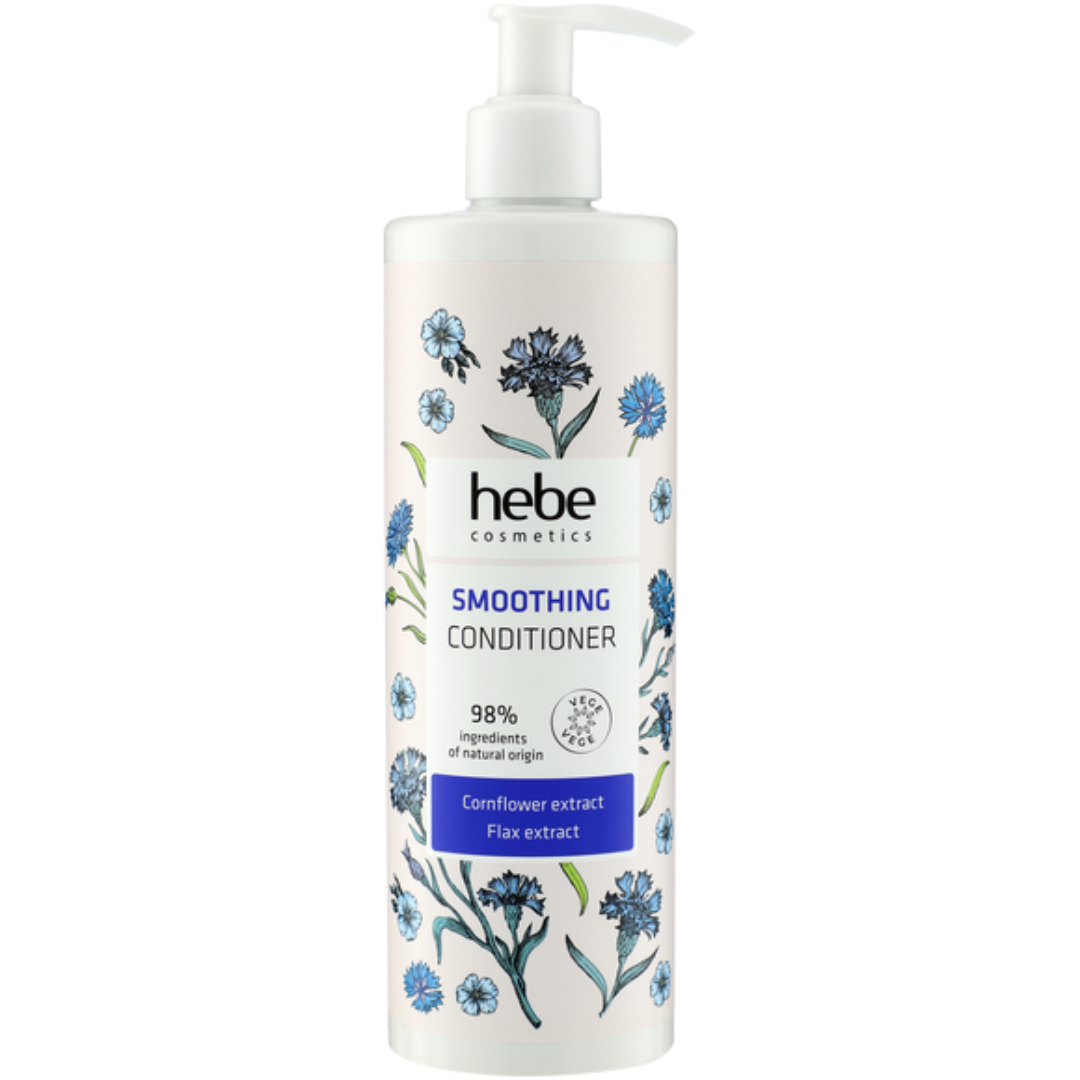 hebe
cosmetics
SMOOTHING
CONDITIONER
98%
ingredients
of natural origin
VEGE
VEGE
Cornflower extract
Flax extract